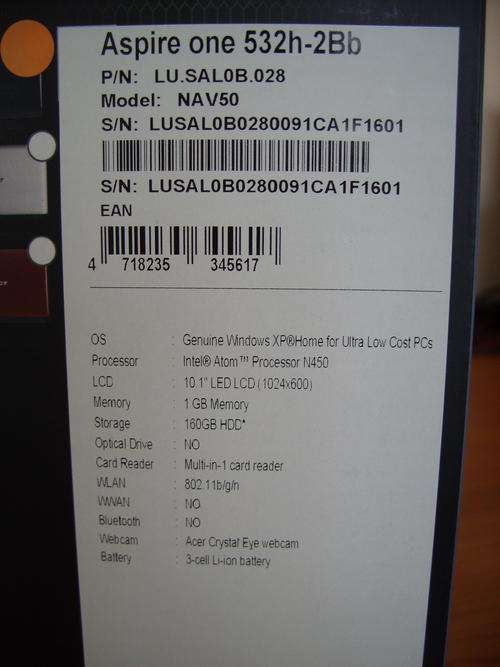 Aspire one 532h-2Bb
P/N: LU.SAL0B.028
Model: NAV50
S/N: LUSAL0B0280091CA1F1601
S/N: LUSAL0B0280091CA1F1601
EAN
4 718235 345617
OS : Genuine Windows XP®Home for Ultra Low Cost PCs
Processor : Intel® Atom™ Processor N450
LCD : 10.1" LED LCD (1024x600)
Memory : 1 GB Memory
Storage : 160GB HDD*
Optical Drive : NO
Card Reader : Multi-in-1 card reader
WLAN : 802.11b/g/n
WWAN : NO
Bluetooth : NO
Webcam : Acer Crystal Eye webcam
Battery : 3-cell Li-ion battery